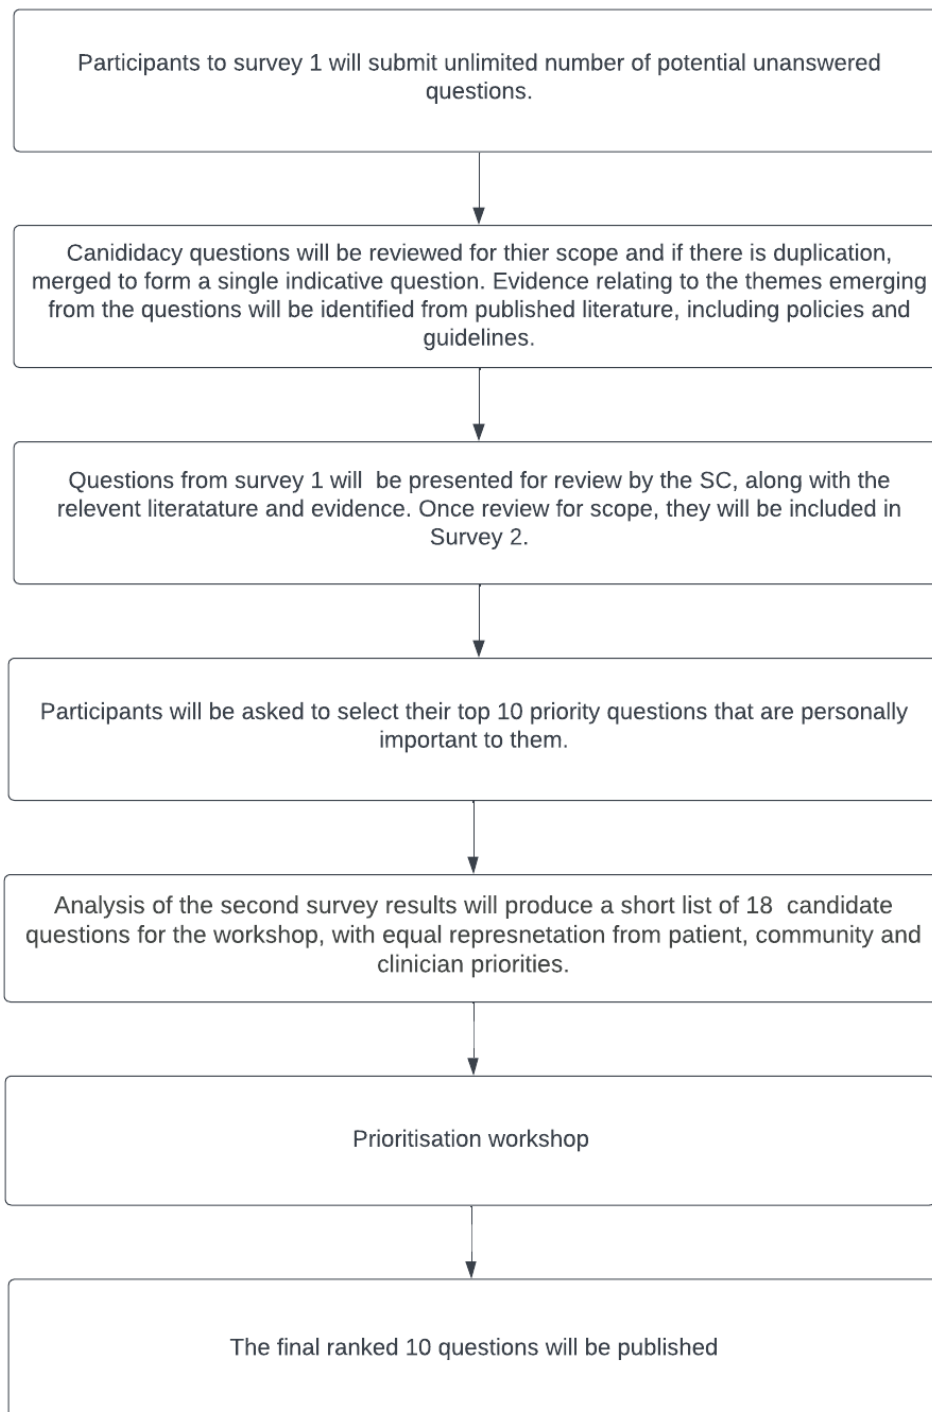 Participants to survey 1 will submit unlimited number of potential unanswered
questions.
Canididacy questions will be reviewed for thier scope and if there is duplication,
merged to form a single indicative question. Evidence relating to the themes emerging
from the questions will be identified from published literature, including policies and
guidelines.
Questions from survey 1 will  be presented for review by the SC, along with the
relevent literatature and evidence. Once review for scope, they will be included in
Survey 2.
Participants will be asked to select their top 10 priority questions that are personally
important to them.
Analysis of the second survey results will produce a short list of 18  candidate
questions for the workshop, with equal represnetation from patient, community and
clinician priorities.
Prioritisation workshop
The final ranked 10 questions will be published